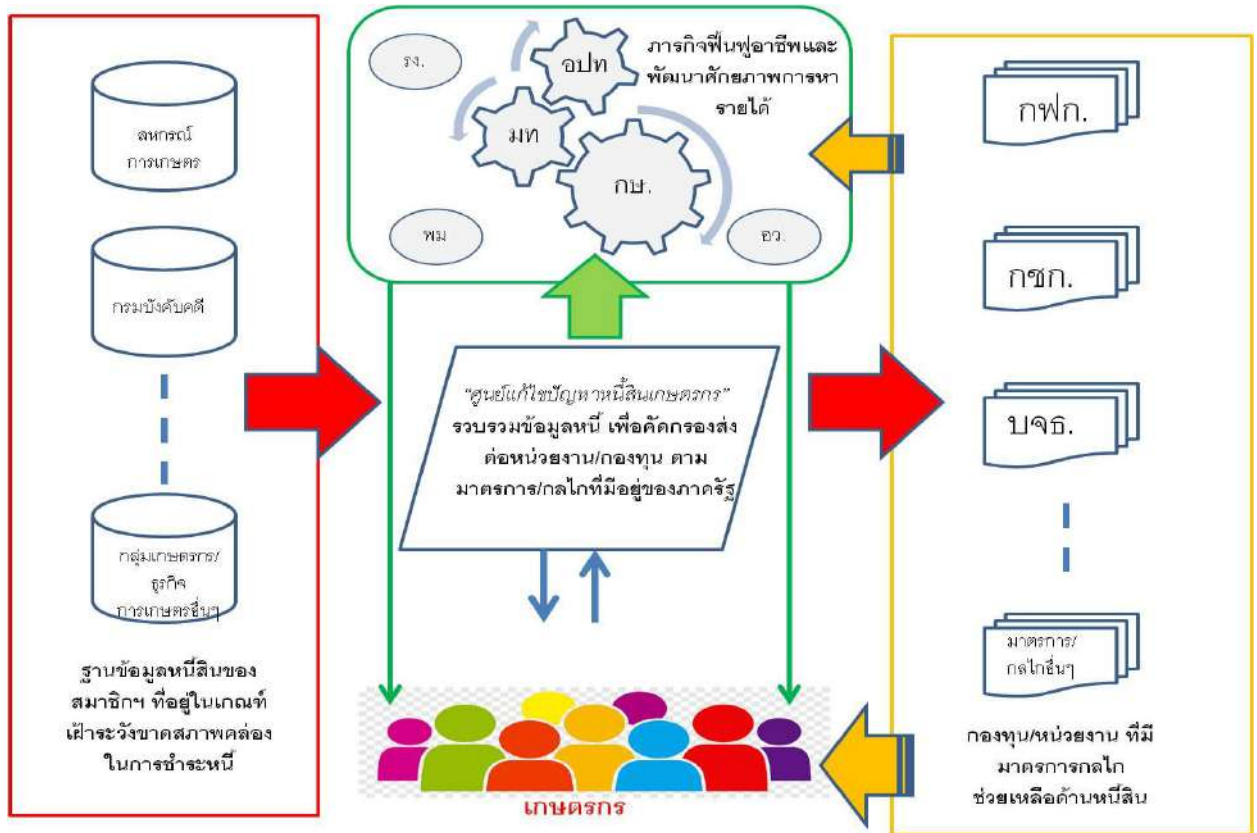 สหกรณ์
การเกษตร
กรมบังคับคดี
กลุ่มเกษตรกร/
ธุรกิจ
การเกษตรอื่นๆ
ฐานข้อมูลหนี้สินของ
สมาชิกฯ ที่อยู่ในเกณฑ์
เฝ้าระวังขาดสภาพคล่อง
ในการชำระหนี้
รง.
อปท
มท
กษ.
พม
อว.
ภารกิจฟื้นฟูอาชีพและ
พัฒนาศักยภาพการหา
รายได้
"ศูนย์แก้ไขปัญหาหนี้สินเกษตรกร"
รวบรวมข้อมูลหนี้ เพื่อคัดกรองส่ง
ต่อหน่วยงาน/กองทุน ตาม
มาตรการ/กลไกที่มีอยู่ของภาครัฐ
เกษตรกร
กฟก.
กชก.
บจธ.
มาตรการ/
กลไกอื่นๆ
กองทุน/หน่วยงาน ที่มี
มาตรการกลไก
ช่วยเหลือด้านหนี้สิน